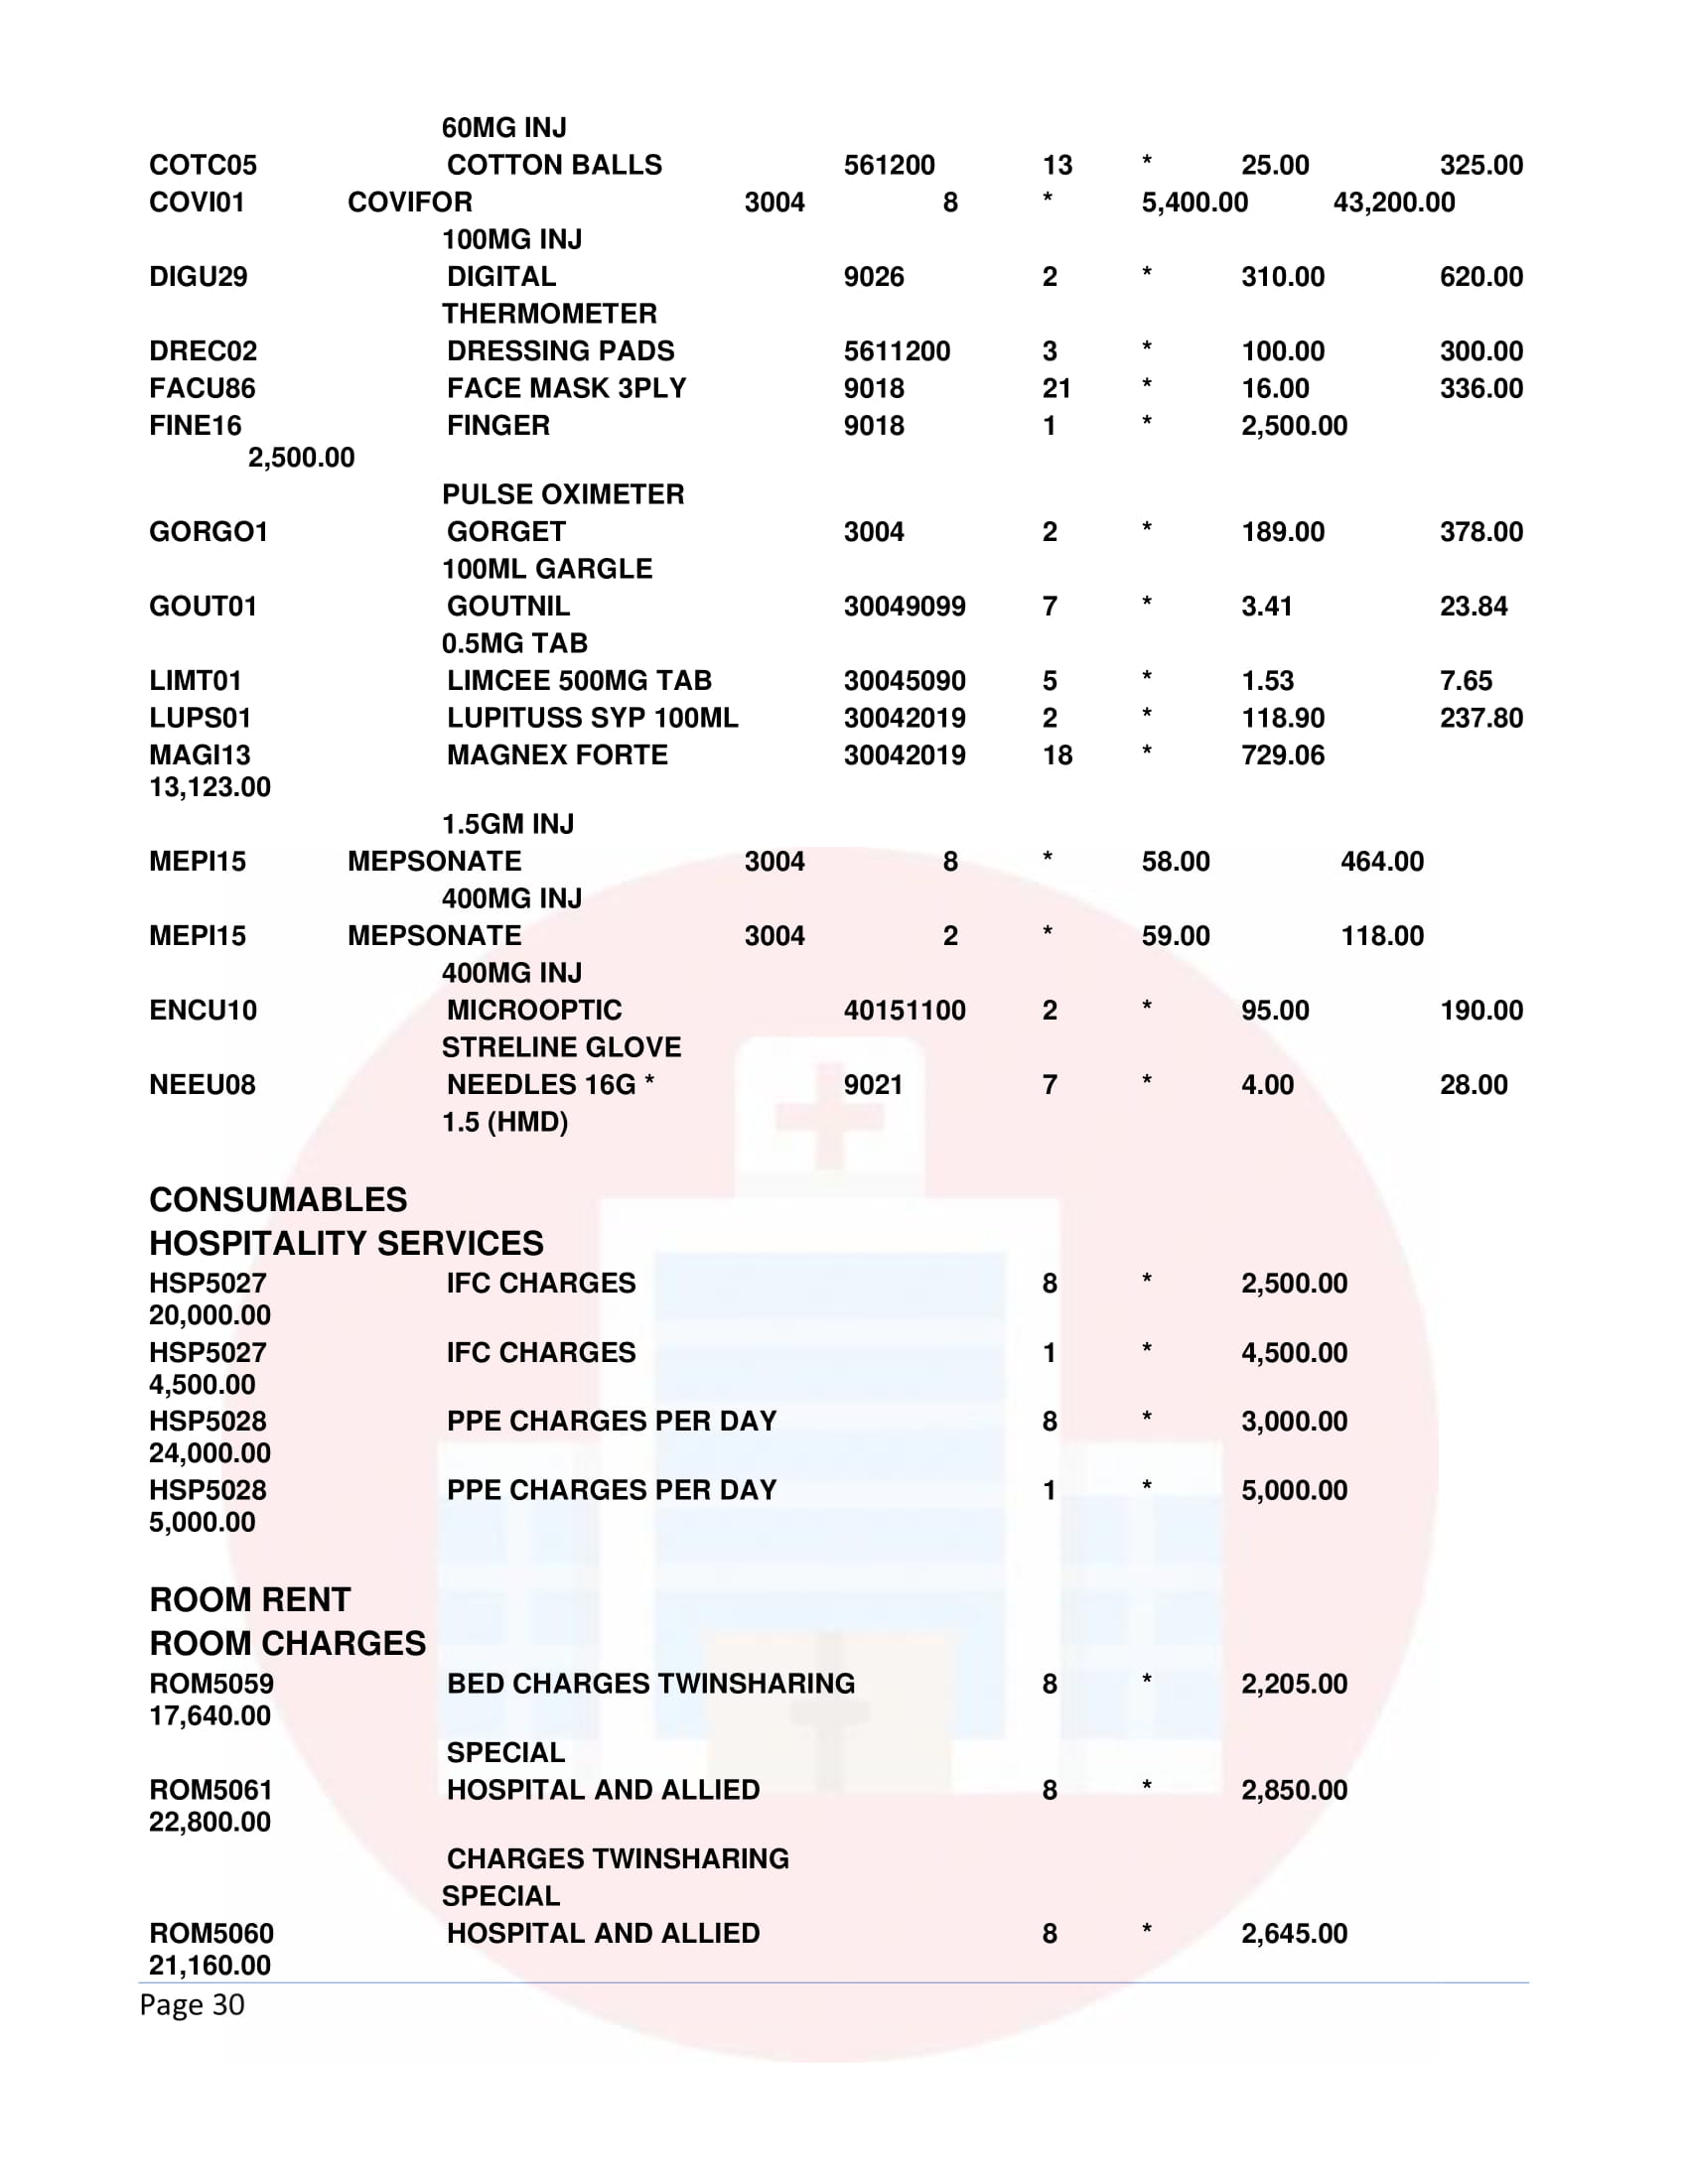 60MG INJ
COTC05 COTTON BALLS 561200 13 * 25.00 325.00
COVI01 COVIFOR 3004 8 * 5,400.00 43,200.00
100MG INJ
DIGU29 DIGITAL 9026 2 * 310.00 620.00
THERMOMETER
DREC02 DRESSING PADS 5611200 3 * 100.00 300.00
FACU86 FACE MASK 3PLY 9018 21 * 16.00 336.00
FINE16 FINGER 9018 1 * 2,500.00
2,500.00
PULSE OXIMETER
GORGO1 GORGET 3004 2 * 189.00 378.00
100ML GARGLE
GOUT01 GOUTNIL 30049099 7 * 3.41 23.84
0.5MG TAB
LIMT01 LIMCEE 500MG TAB 30045090 5 * 1.53 7.65
LUPS01 LUPITUSS SYP 100ML 30042019 2 * 118.90 237.80
MAGI13 MAGNEX FORTE 30042019 18 * 729.06
13,123.00
1.5GM INJ
MEPI15 MEPSONATE 3004 8 * 58.00 464.00
400MG INJ
MEPI15 MEPSONATE 3004 2 * 59.00 118.00
400MG INJ
ENCU10 MICROOPTIC 40151100 2 * 95.00 190.00
STRELINE GLOVE
NEEU08 NEEDLES 16G * 9021 7 * 4.00 28.00
1.5 (HMD)
CONSUMABLES
HOSPITALITY SERVICES
HSP5027 IFC CHARGES 8 * 2,500.00
20,000.00
HSP5027 IFC CHARGES 1 * 4,500.00
4,500.00
HSP5028 PPE CHARGES PER DAY 8 * 3,000.00
24,000.00
HSP5028 PPE CHARGES PER DAY 1 * 5,000.00
5,000.00
ROOM RENT
ROOM CHARGES
ROM5059 BED CHARGES TWINSHARING 8 * 2,205.00
17,640.00
SPECIAL
ROM5061 HOSPITAL AND ALLIED 8 * 2,850.00
22,800.00
CHARGES TWINSHARING
SPECIAL
ROM5060 HOSPITAL AND ALLIED 8 * 2,645.00
21,160.00
Page 30